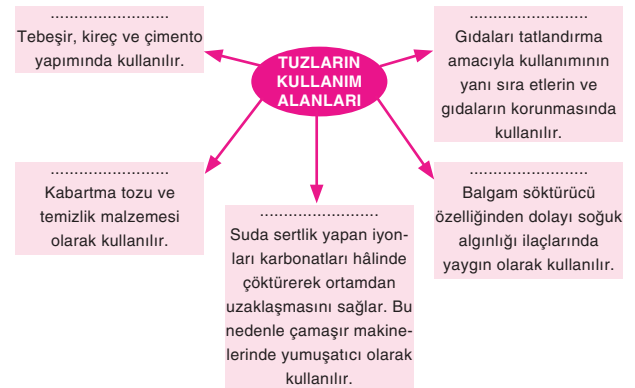 .........................
Tebeşir, kireç ve çimento
yapımında kullanılır.
TUZLARIN
KULLANIM
ALANLARI
.........................
Gıdaları tatlandırma
amacıyla kullanımının
yanı sıra etlerin ve
gıdaların korunmasında
kullanılır.
.........................
Kabartma tozu ve
temizlik malzemesi
olarak kullanılır.
.........................
Suda sertlik yapan iyon-
ları karbonatları hâlinde
çöktürerek ortamdan
uzaklaşmasını sağlar. Bu
nedenle çamaşır makine-
lerinde yumuşatıcı olarak
kullanılır.
.........................
Balgam söktürücü
özelliğinden dolayı soğuk
algınlığı ilaçlarında
yaygın olarak kullanılır.